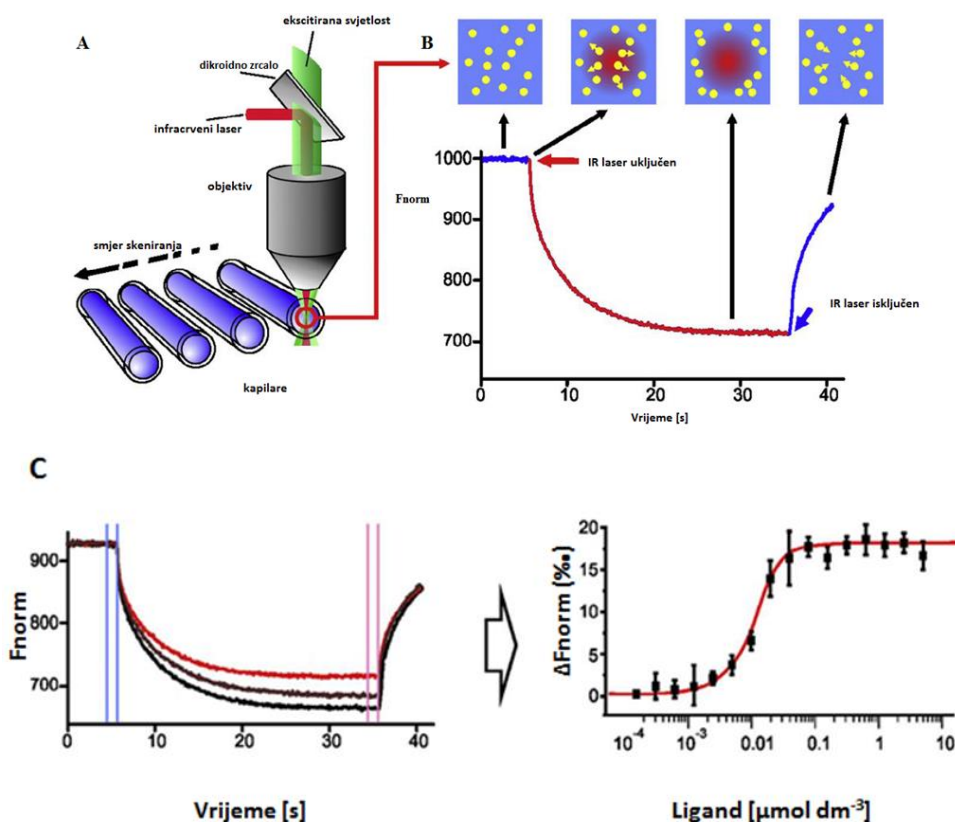 A
ekscitirana svjetlost
dikroidno zrcalo
infracrveni laser
objektiv
smjer skeniranja
kapilare
B
1000
900
800
700
Fnorm
IR laser uključen
IR laser isključen
0
10
20
30
40
Vrijeme [s]
C
900
800
700
Fnorm
0
10
20
30
40
Vrijeme [s]
20
15
10
5
0
ΔFnorm (‰)
10⁻⁴
10⁻³
0.01
0.1
1
10
Ligand [µmol dm⁻³]